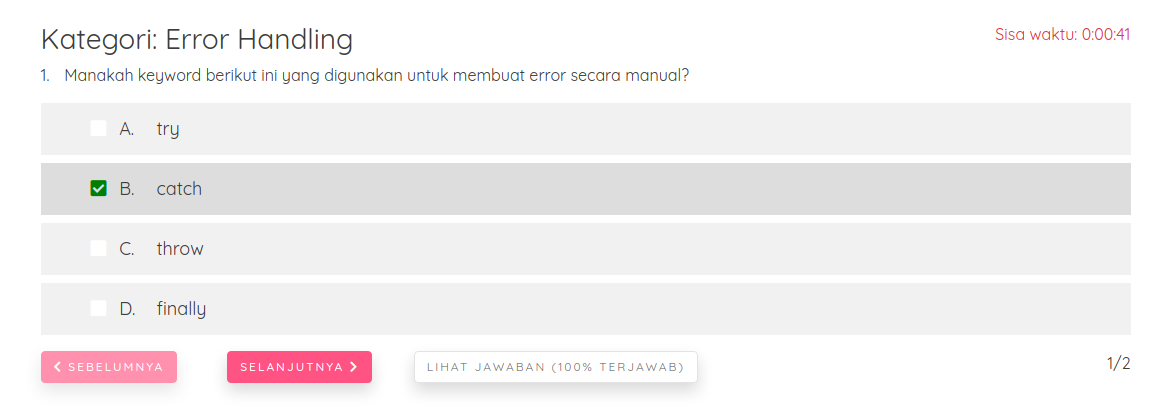 Kategori: Error Handling
Sisa waktu: 0:00:41
1. Manakah keyword berikut ini yang digunakan untuk membuat error secara manual?
A. try
B. catch
C. throw
D. finally
SEBELUMNYA
SELANJUTNYA
LIHAT JAWABAN (100% TERJAWAB)
1/2